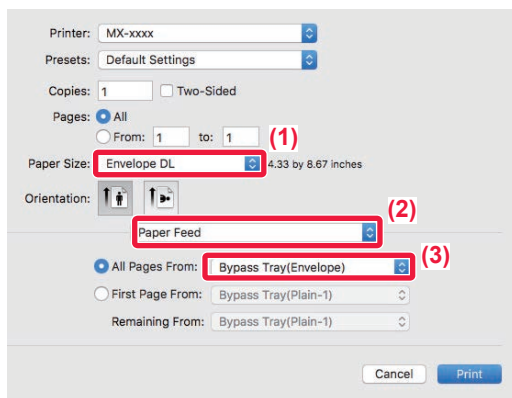 Printer: MX-xxxx
Presets: Default Settings
Copies: 1 Two-Sided
Pages: All
From: 1 to: 1 (1)
Paper Size: Envelope DL 4.33 by 8.67 inches
Orientation:
(2)
Paper Feed
All Pages From: Bypass Tray(Envelope) (3)
First Page From: Bypass Tray(Plain-1)
Remaining From: Bypass Tray(Plain-1)
Cancel Print